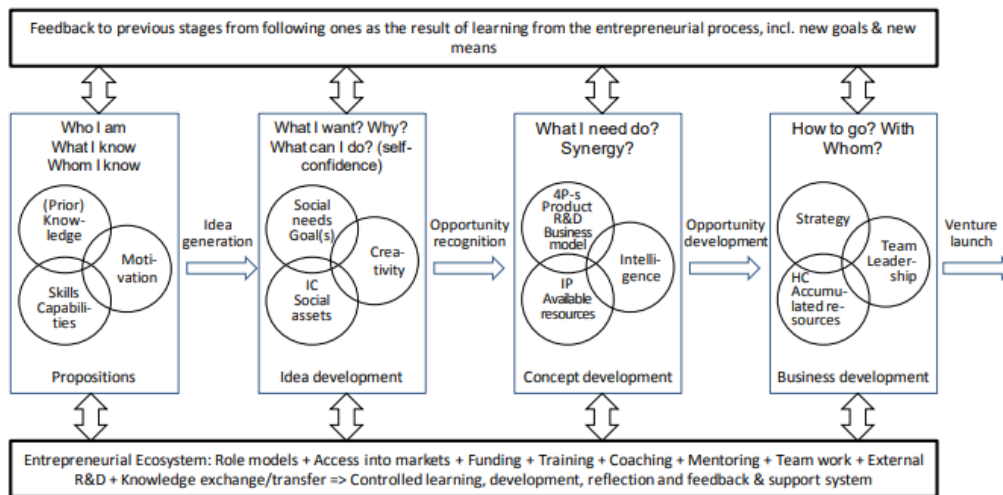 Feedback to previous stages from following ones as the result of learning from the entrepreneurial process, incl. new goals & new
means
Who I am
What I know
Whom I know
(Prior)
Know-
ledge
Moti-
vation
Skills
Capabili-
ties
Propositions
Idea
generation
What I want? Why?
What can I do? (self-
confidence)
Social
needs
Goal(s)
Crea-
tivity
IC
Social
assets
Idea development
Opportunity
recognition
What I need do?
Synergy?
4P-s
Product
R&D
Business
model
Intelli-
gence
IP
Available
resources
Concept development
Opportunity
development
How to go? With
Whom?
Strategy
Team
Leader-
ship
HC
Accumu-
lated re-
sources
Business development
Venture
launch
Entrepreneurial Ecosystem: Role models + Access into markets + Funding + Training + Coaching + Mentoring + Team work + External
R&D + Knowledge exchange/transfer => Controlled learning, development, reflection and feedback & support system